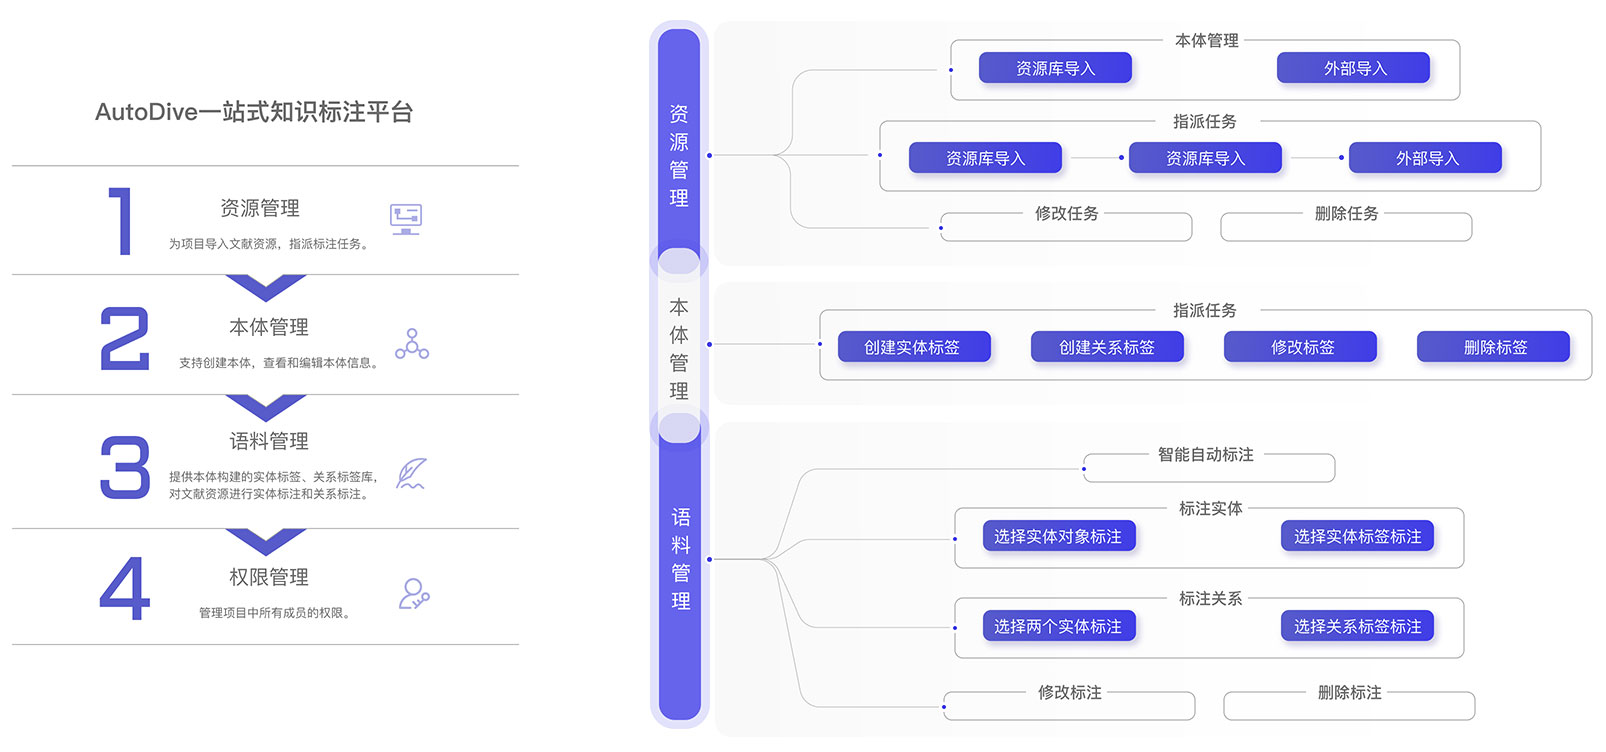 AutoDive一站式知识标注平台
1
资源管理
为项目导入文献资源，指派标注任务。
2
本体管理
支持创建本体，查看和编辑本体信息。
3
语料管理
提供本体构建的实体标签、关系标签库，
对文献资源进行实体标注和关系标注。
4
权限管理
管理项目中所有成员的权限。
资源管理
本体管理
资源库导入
外部导入
指派任务
资源库导入
资源库导入
外部导入
修改任务
删除任务
本体管理
指派任务
创建实体标签
创建关系标签
修改标签
删除标签
语料管理
智能自动标注
标注实体
选择实体对象标注
选择实体标签标注
标注关系
选择两个实体标注
选择关系标签标注
修改标注
删除标注